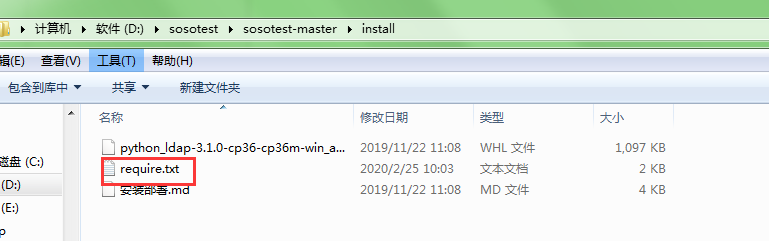 计算机 ▸ 软件 (D:) ▸ sosotest ▸ sosotest-master ▸ install
辑(E) 查看(V) 工具(T) 帮助(H)
包含到库中 共享 新建文件夹
名称 修改日期 类型 大小
python_ldap-3.1.0-cp36-cp36m-win_a... 2019/11/22 11:08 WHL 文件 1,097 KB
require.txt 2020/2/25 10:03 文本文档 2 KB
安装部署.md 2019/11/22 11:08 MD 文件 4 KB
磁盘 (C:)
(D:)
(E:)
p